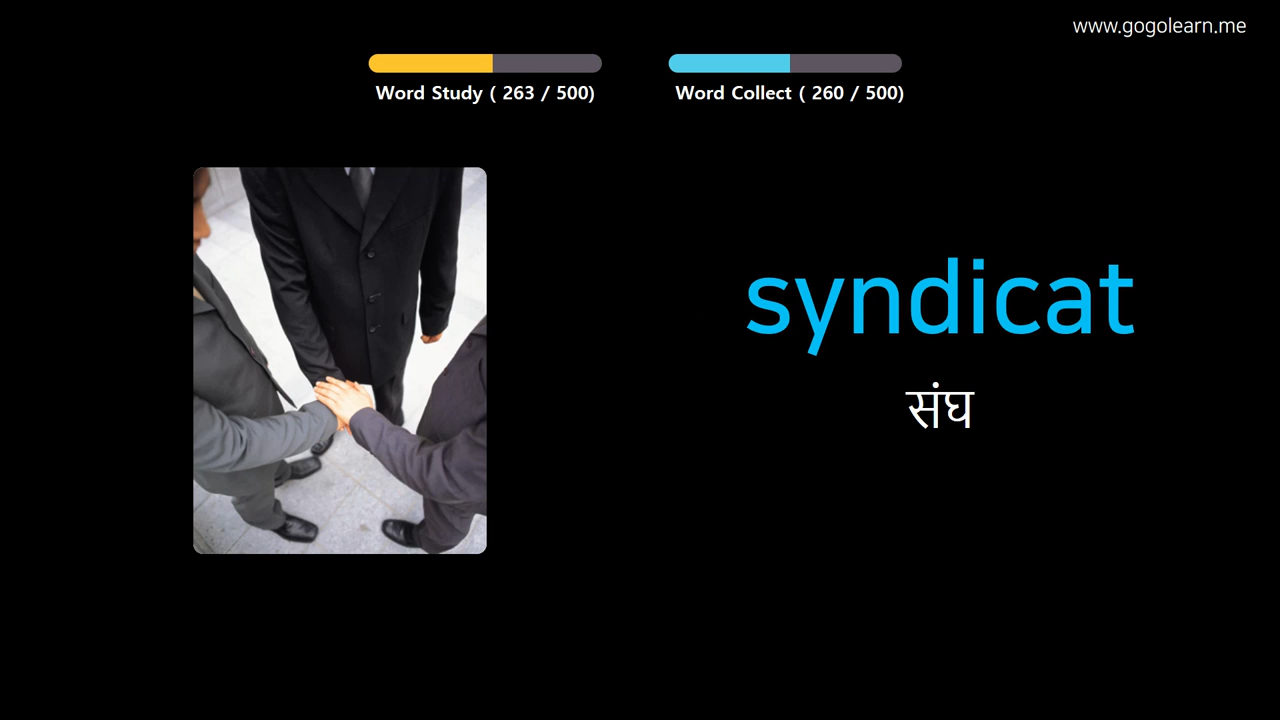 www.gogolearn.me
Word Study ( 263 / 500)
Word Collect ( 260 / 500)
syndicat
संघ